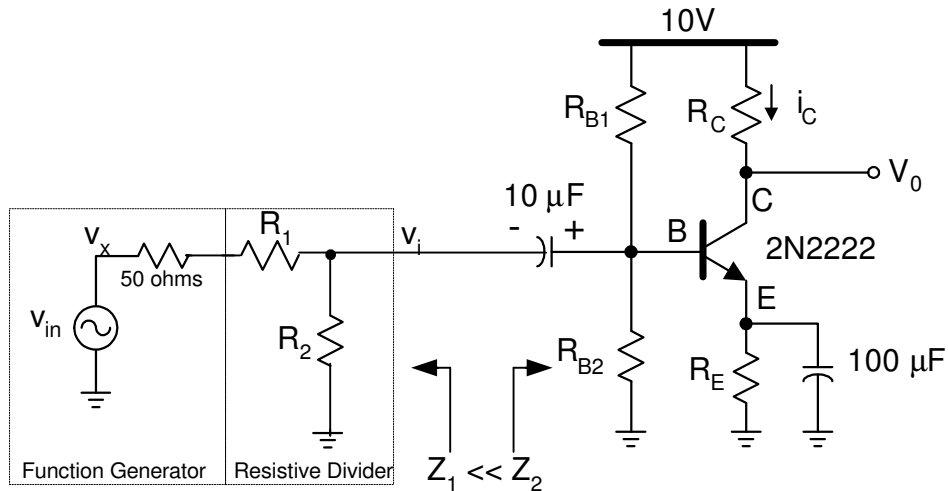 10V
R_B1
R_C
i_C
V_0
10 μF
- +
C
B
2N2222
E
v_x
R_1
v_i
50 ohms
v_in
R_2
R_B2
R_E
100 μF
Z_1 << Z_2
Function Generator
Resistive Divider